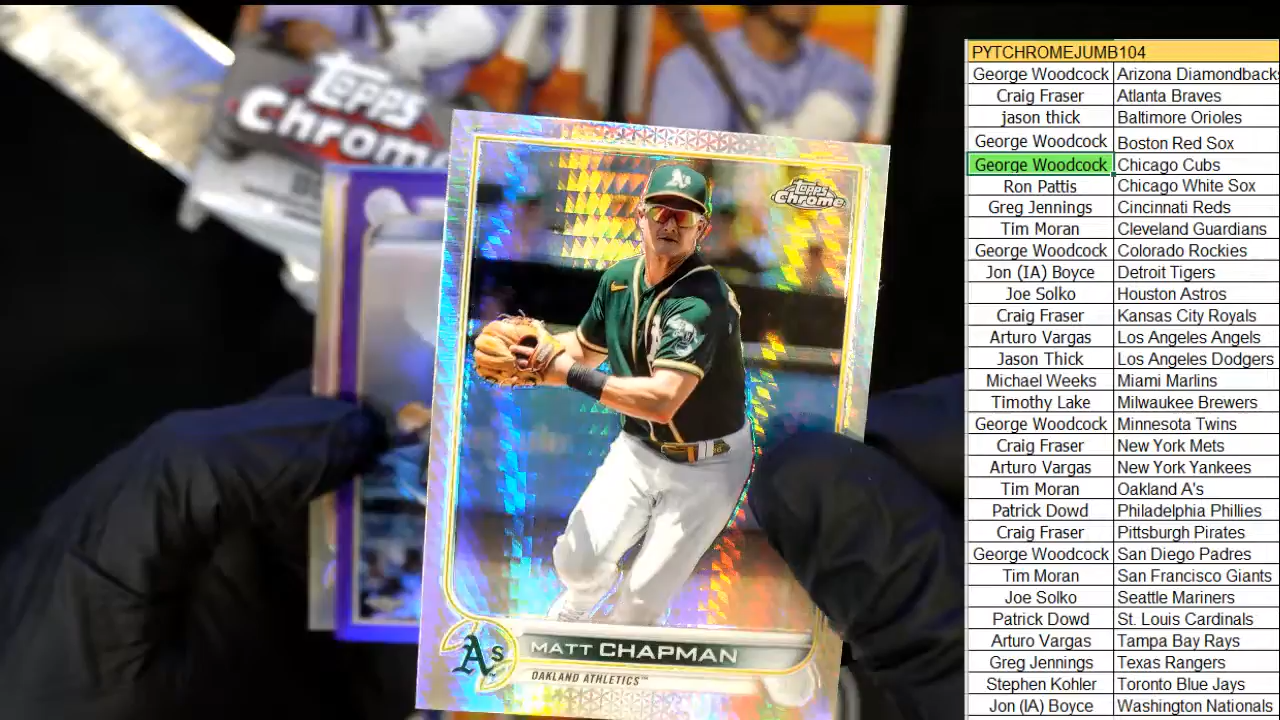 Topps
Chrome
A's
Topps
Chrome
A's
MATT CHAPMAN
OAKLAND ATHLETICS™
PYTCHROMEJUMB104
George Woodcock Arizona Diamondback
Craig Fraser Atlanta Braves
jason thick Baltimore Orioles
George Woodcock Boston Red Sox
George Woodcock Chicago Cubs
Ron Pattis Chicago White Sox
Greg Jennings Cincinnati Reds
Tim Moran Cleveland Guardians
George Woodcock Colorado Rockies
Jon (IA) Boyce Detroit Tigers
Joe Solko Houston Astros
Craig Fraser Kansas City Royals
Arturo Vargas Los Angeles Angels
Jason Thick Los Angeles Dodgers
Michael Weeks Miami Marlins
Timothy Lake Milwaukee Brewers
George Woodcock Minnesota Twins
Craig Fraser New York Mets
Arturo Vargas New York Yankees
Tim Moran Oakland A's
Patrick Dowd Philadelphia Phillies
Craig Fraser Pittsburgh Pirates
George Woodcock San Diego Padres
Tim Moran San Francisco Giants
Joe Solko Seattle Mariners
Patrick Dowd St. Louis Cardinals
Arturo Vargas Tampa Bay Rays
Greg Jennings Texas Rangers
Stephen Kohler Toronto Blue Jays
Jon (IA) Boyce Washington Nationals